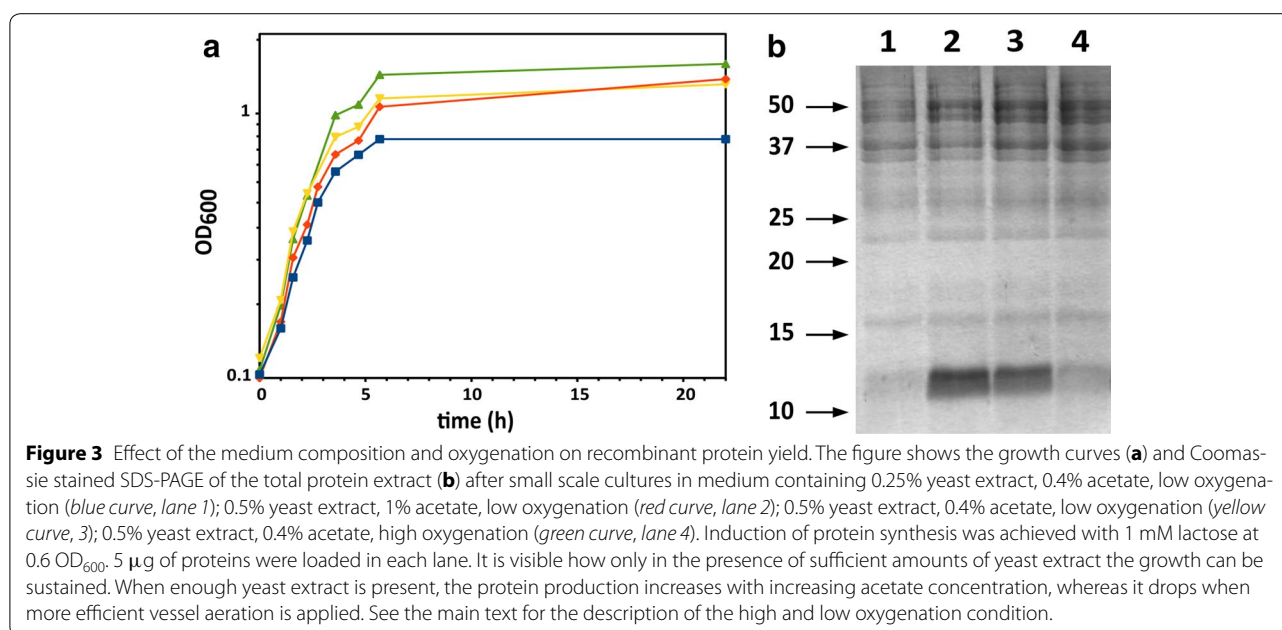 a
b
1 2 3 4
1
0.1
OD600
0 5 10 15 20
time (h)
50
37
25
20
15
10
Figure 3 Effect of the medium composition and oxygenation on recombinant protein yield. The figure shows the growth curves (a) and Coomas-
sie stained SDS-PAGE of the total protein extract (b) after small scale cultures in medium containing 0.25% yeast extract, 0.4% acetate, low oxygena-
tion (blue curve, lane 1); 0.5% yeast extract, 1% acetate, low oxygenation (red curve, lane 2); 0.5% yeast extract, 0.4% acetate, low oxygenation (yellow
curve, 3); 0.5% yeast extract, 0.4% acetate, high oxygenation (green curve, lane 4). Induction of protein synthesis was achieved with 1 mM lactose at
0.6 OD600. 5 μg of proteins were loaded in each lane. It is visible how only in the presence of sufficient amounts of yeast extract the growth can be
sustained. When enough yeast extract is present, the protein production increases with increasing acetate concentration, whereas it drops when
more efficient vessel aeration is applied. See the main text for the description of the high and low oxygenation condition.